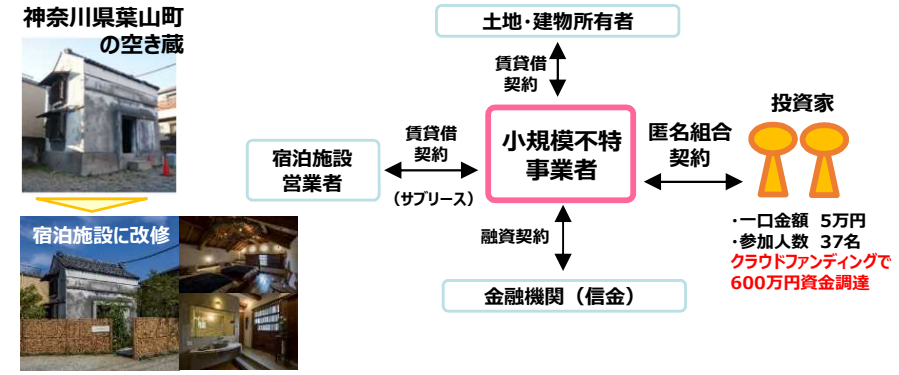 神奈川県葉山町
の空き蔵
宿泊施設に改修
土地・建物所有者
賃貸借
契約
宿泊施設
営業者
賃貸借
契約
（サブリース）
小規模不特
事業者
匿名組合
契約
投資家
・一口金額 5万円
・参加人数 37名
クラウドファンディングで
600万円資金調達
融資契約
金融機関（信金）